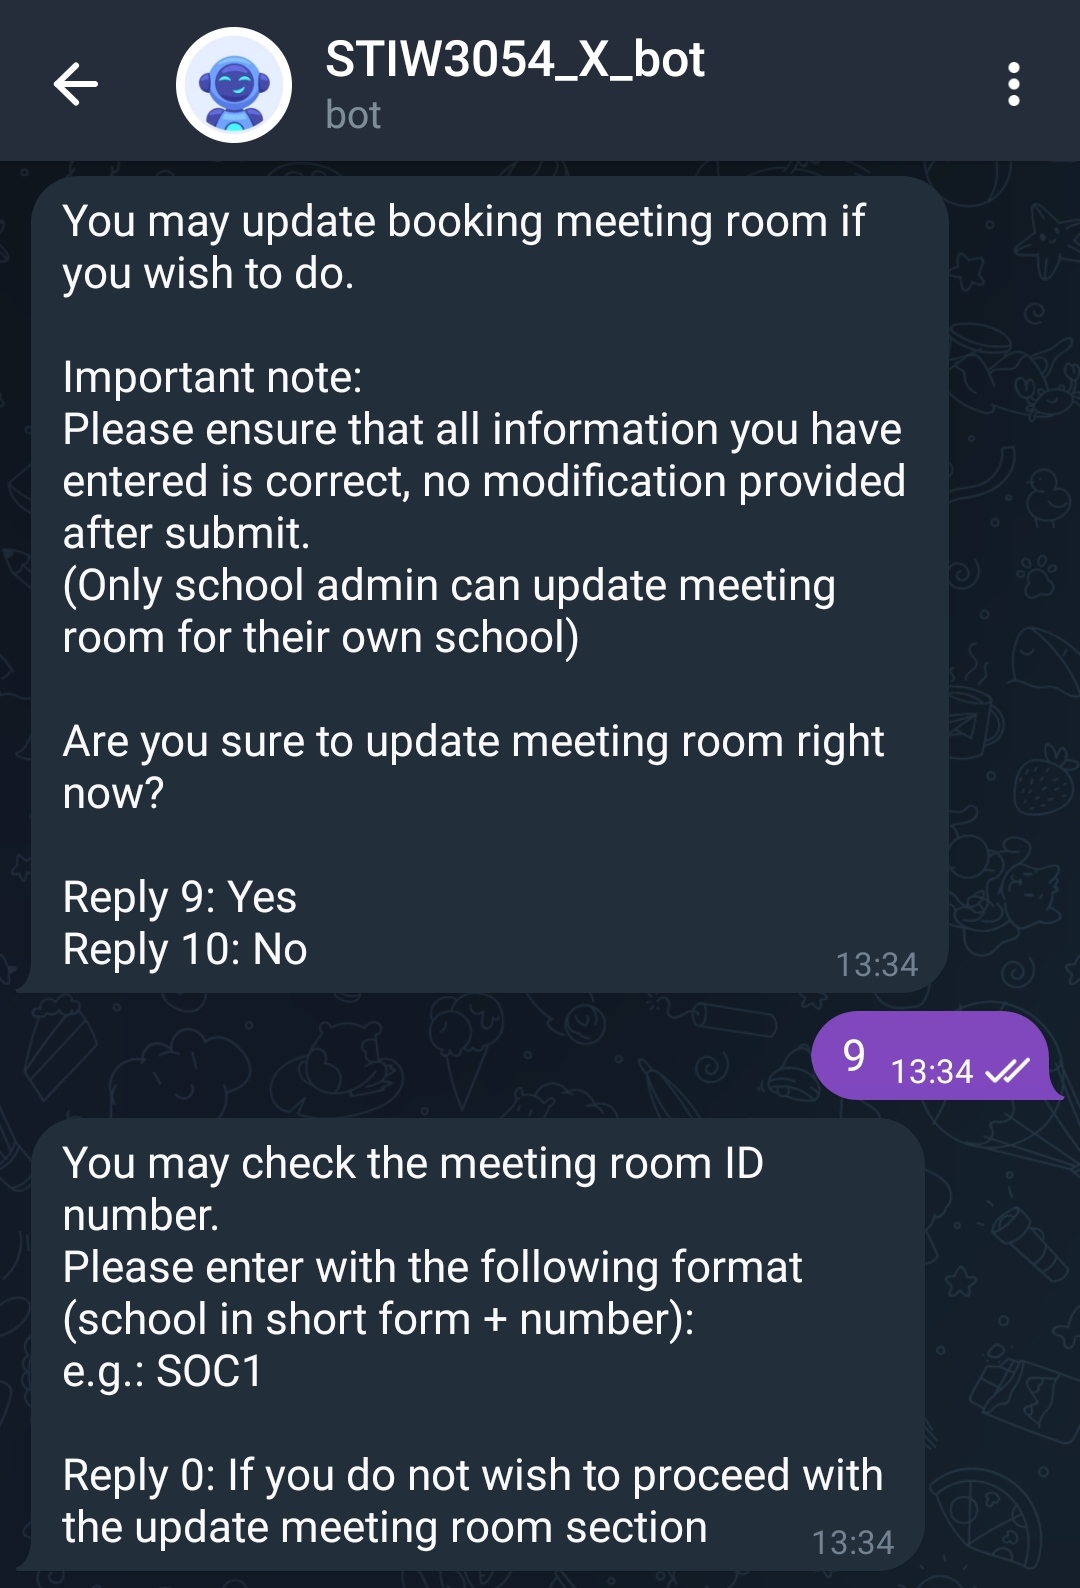 STIW3054_X_bot
bot
You may update booking meeting room if
you wish to do.
Important note:
Please ensure that all information you have
entered is correct, no modification provided
after submit.
(Only school admin can update meeting
room for their own school)
Are you sure to update meeting room right
now?
Reply 9: Yes
Reply 10: No
13:34
9 13:34
You may check the meeting room ID
number.
Please enter with the following format
(school in short form + number):
e.g.: SOC1
Reply 0: If you do not wish to proceed with
the update meeting room section
13:34